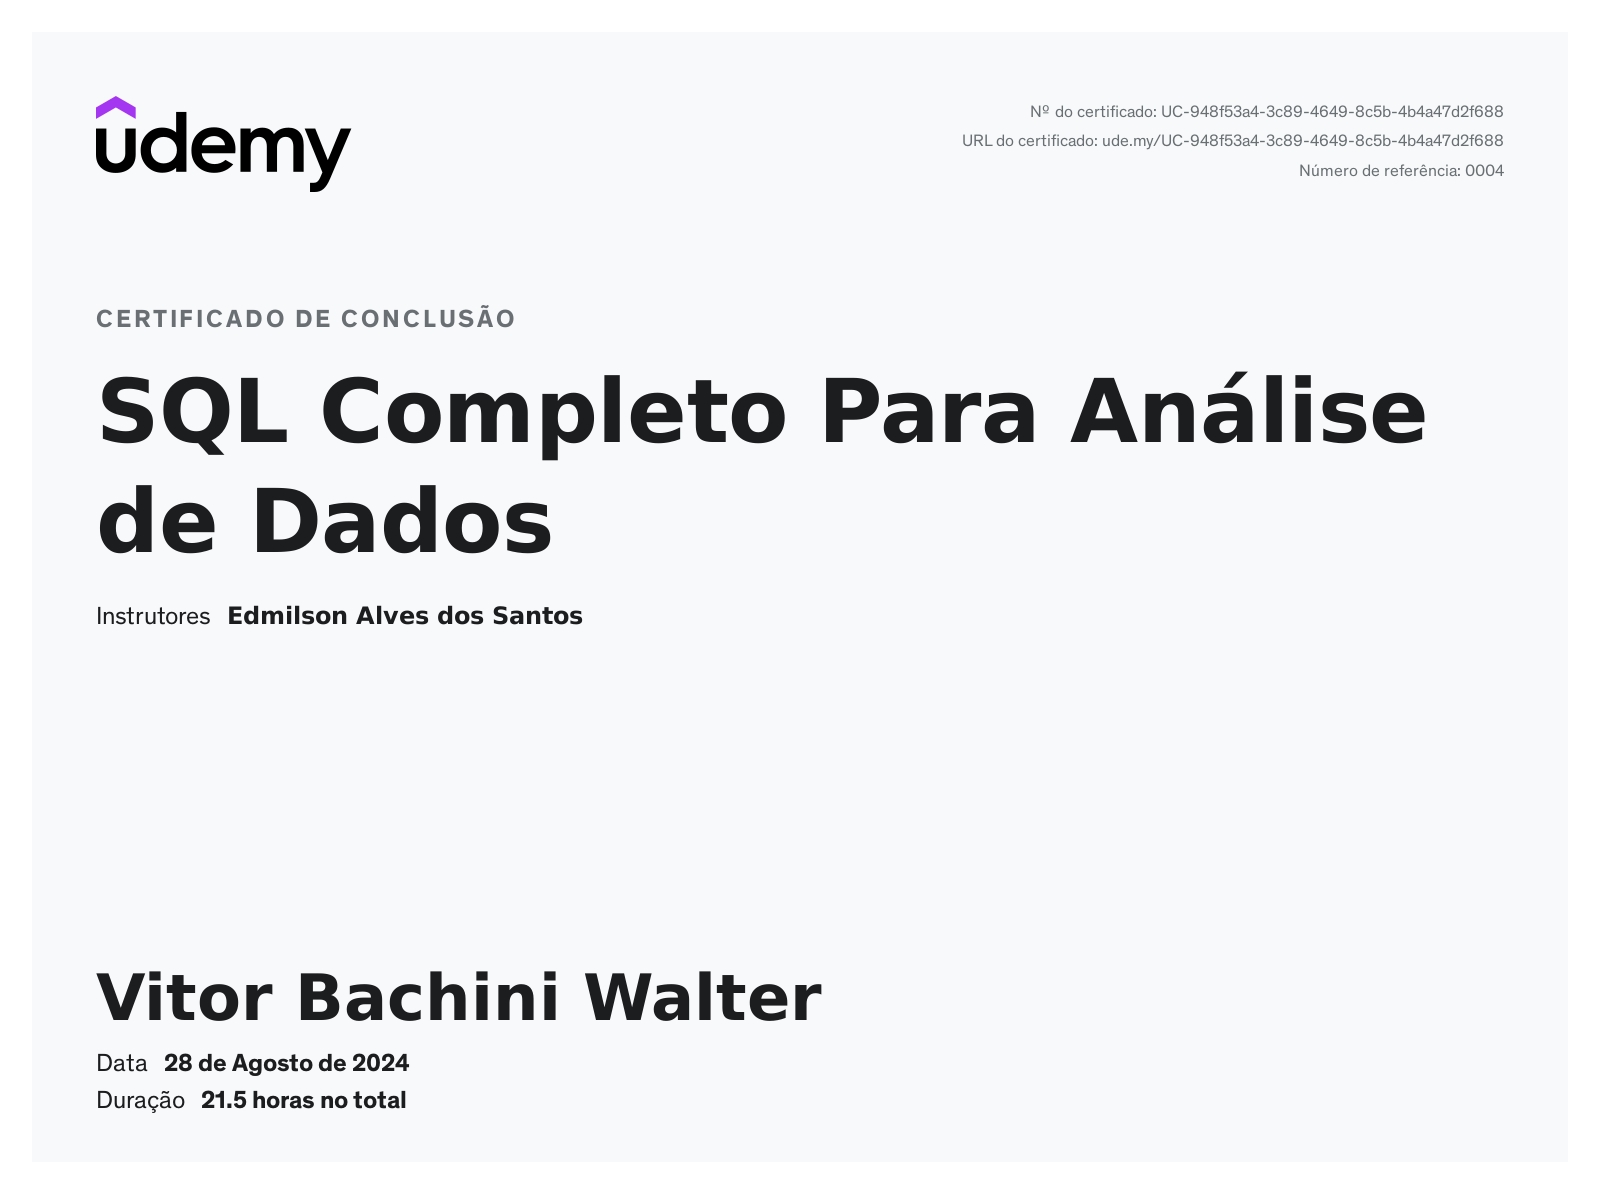 udemy
Nº do certificado: UC-948f53a4-3c89-4649-8c5b-4b4a47d2f688
URL do certificado: ude.my/UC-948f53a4-3c89-4649-8c5b-4b4a47d2f688
Número de referência: 0004
CERTIFICADO DE CONCLUSÃO
SQL Completo Para Análise
de Dados
Instrutores Edmilson Alves dos Santos
Vitor Bachini Walter
Data 28 de Agosto de 2024
Duração 21.5 horas no total